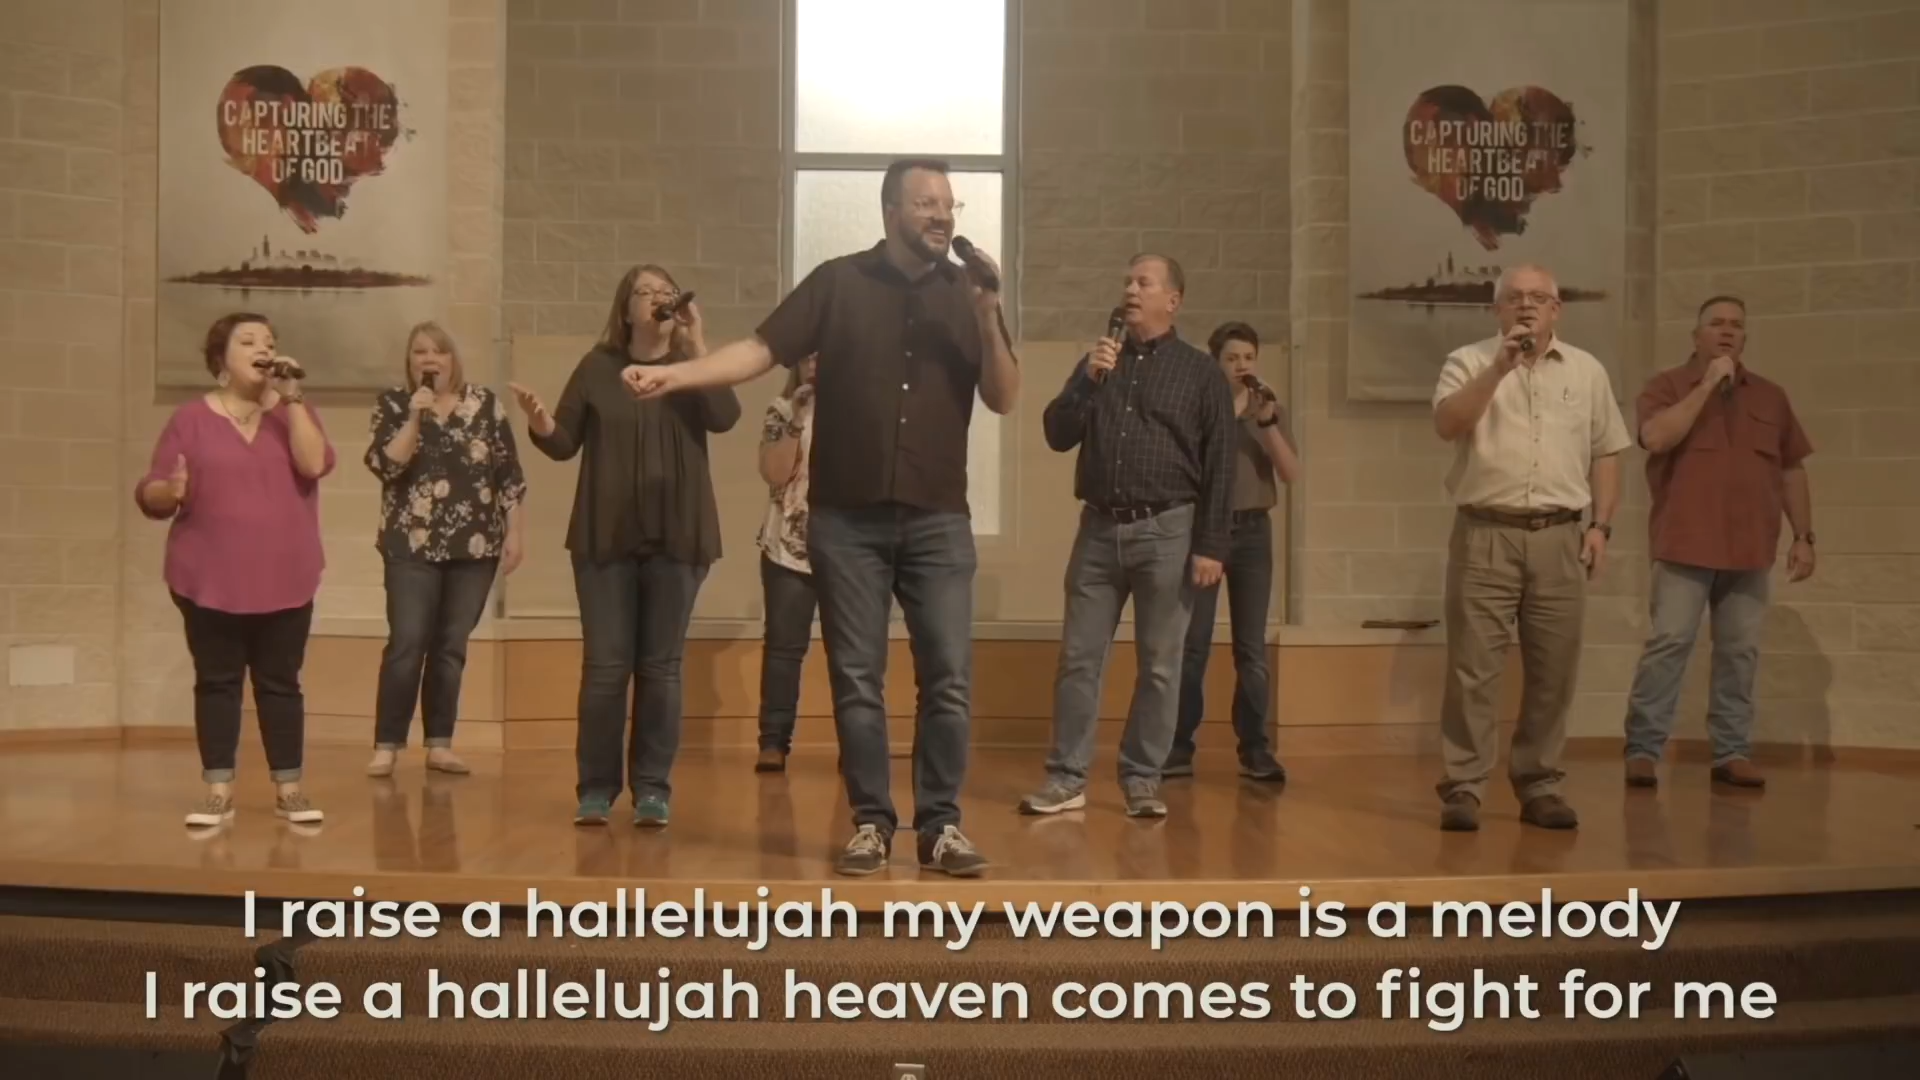 CAPTURING THE
HEARTBEAT
OF GOD
CAPTURING THE
HEARTBEAT
OF GOD
I raise a hallelujah my weapon is a melody
I raise a hallelujah heaven comes to fight for me